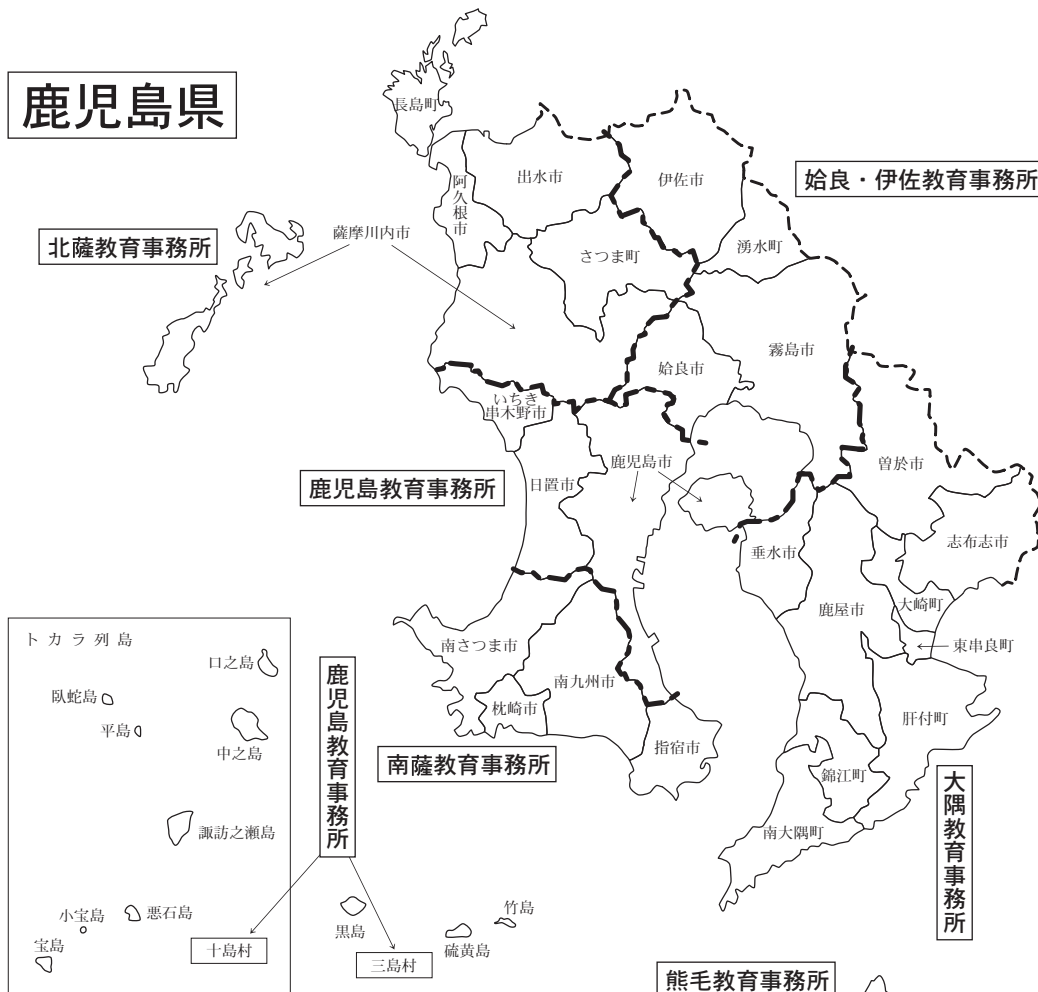 鹿児島県
長島町
出水市
伊佐市
姶良・伊佐教育事務所
阿久根市
湧水町
北薩教育事務所
薩摩川内市
さつま町
霧島市
姶良市
いちき
串木野市
鹿児島市
曽於市
鹿児島教育事務所
日置市
志布志市
垂水市
大崎町
鹿屋市
東串良町
トカラ列島
南さつま市
口之島
鹿児島教育事務所
南九州市
臥蛇島
枕崎市
肝付町
平島
中之島
指宿市
南薩教育事務所
錦江町
大隅教育事務所
諏訪之瀬島
南大隅町
小宝島
悪石島
竹島
黒島
宝島
十島村
硫黄島
三島村
熊毛教育事務所